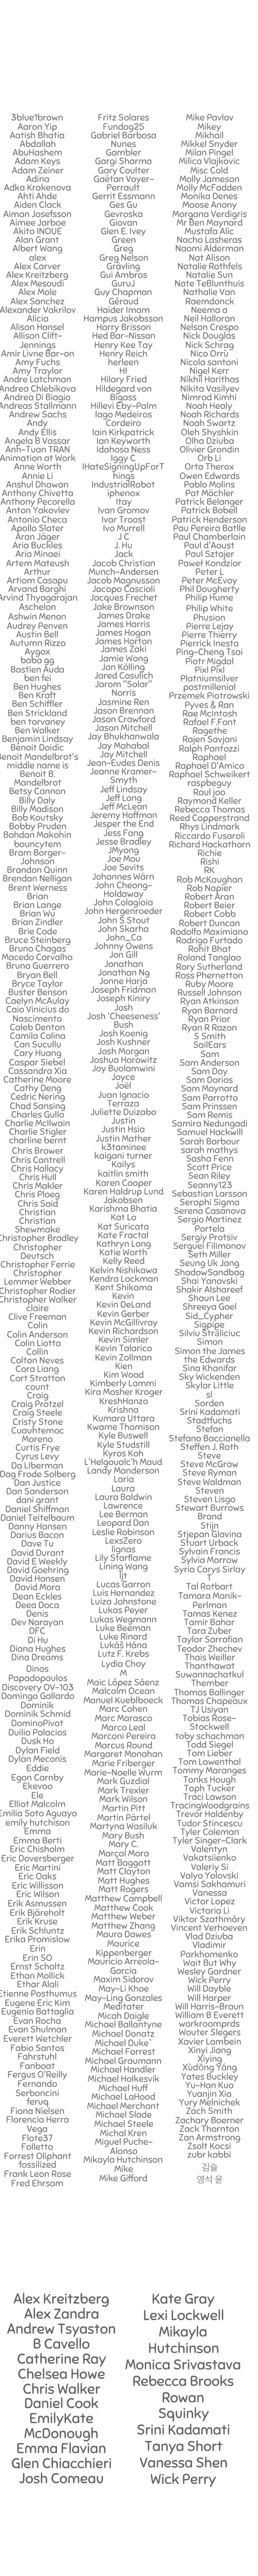 3blue1brown
Aaron Yip
Aatish Bhatia
Abdallah
AbuHashem
Adam Keys
Adam Zeiner
Adina
Adka Krakenova
Ahti Ahde
Aiden Clack
Aiman Josefsson
Aimee Jarboe
Akito INOUE
Alan Grant
Albert Wang
alex
Alex Carver
Alex Kreitzberg
Alex Mesoudi
Alex Mole
Alex Sanchez
Alexander Vakrilov
Alicia
Alison Hansel
Allison Clift-
Jennings
Amir Livne Bar-on
Amy Fuchs
Amy Traylor
Andre Latchman
Andrea Chlebikova
Andrea Di Biagio
Andreas Stallmann
Andrew Sachs
Andy
Andy Ellis
Angela B Vassar
Anh-Tuan TRAN
Animation at Work
Anne Worth
Annie Li
Anshul Dhawan
Anthony Chivetta
Anthony Pecorella
Anton Yakovlev
Antonio Checa
Apollo Slater
Aran Jäger
Aria Buckles
Aria Minaei
Artem Mateush
Arthur
Artiom Casapu
Arvand Barghi
Arvind Thyagarajan
Aschelon
Ashwin Menon
Audrey Penven
Austin Bell
Autumn Rizzo
Aygox
baba gg
Bastien Auda
ben fei
Ben Hughes
Ben Kraft
Ben Schiffler
Ben Strickland
ben torvaney
Ben Walker
Benjamin Lindsay
Benoit Doidic
Benoit Mandelbrot's
middle name is
Benoit B.
Mandelbrot
Betsy Cannon
Billy Daly
Billy Madison
Bob Koutsky
Bobby Pruden
Bohdan Makohin
bouncytem
Bram Borger-
Johnson
Brandon Quinn
Brendan Nelligan
Brent Werness
Brian
Brian Lange
Brian Wu
Brian Zindler
Brie Code
Bruce Steinberg
Bruno Chagas
Macedo Carvalho
Bruno Guerrero
Bryan Bell
Bryce Taylor
Buster Benson
Caelyn McAulay
Caio Vinicius do
Nascimento
Caleb Denton
Camila Colina
Can Sucullu
Cary Huang
Caspar Siebel
Cassandra Xia
Catherine Moore
Cathy Deng
Cedric Nering
Chad Sansing
Charles Gullo
Charlie McIlwain
Charlie Stigler
charline bernt
Chris Brower
Chris Cantrell
Chris Hallacy
Chris Hull
Chris Makler
Chris Ploeg
Chris Said
Christian
Christian
Shewmake
Christopher Bradley
Christopher
Deutsch
Christopher Ferrie
Christopher
Lemmer Webber
Christopher Rodier
Christopher Walker
claire
Clive Freeman
Colin
Colin Anderson
Colin Liotta
Collin
Colton Neves
Cora Liang
Cort Stratton
count
Craig
Craig Prötzel
Craig Steele
Cristy Stone
Cuauhtemoc
Moreno
Curtis Frye
Cyrus Levy
Da Liberman
Dag Frode Solberg
Dan Justice
Dan Sanderson
dani grant
Daniel Shiffman
Daniel Teitelbaum
Danny Hansen
Darius Bacon
Dave Tu
David Durant
David E Weekly
David Goehring
David Hansen
David Mora
Dean Eckles
Deea Doca
Denis
Dev Narayan
DFC
Di Hu
Diana Hughes
Dina Dreams
Dinos
Papadopoulos
Discovery OV-103
Domingo Gallardo
Dominik
Dominik Schmid
DominoPivot
Duilio Palacios
Dusk Ho
Dylan Field
Dylan Meconis
Eddie
Egan Cornby
Ekevoo
Ele
Elliot Malcolm
Emilia Soto Aguayo
emily hutchison
Emma
Emma Berti
Eric Chisholm
Eric Doversberger
Eric Martini
Eric Oaks
Eric Willisson
Eric Wilson
Erik Asmussen
Erik Bjäreholt
Erik Kruse
Erik Schluntz
Erika Promislow
Erin
Erin SO
Ernst Scholtz
Ethan Mollick
Ethar Alali
Etienne Posthumus
Eugene Eric Kim
Eugenio Battaglia
Evan Rocha
Evan Shulman
Everett Wetchler
Fabio Santos
Fahrstuhl
Fanboat
Fergus O'Reilly
Fernando
Serboncini
feruq
Fiona Nielsen
Florencia Herra
Vega
Flote37
Folletto
Forrest Oliphant
fossilized
Frank Leon Rose
Fred Ehrsam
Fritz Solares
Fundog25
Gabriel Barbosa
Nunes
Gambler
Gargi Sharma
Gary Coulter
Gaëtan Voyer-
Perrault
Gerrit Essmann
Ges Gu
Gevroska
Giovan
Glen E. Ivey
Green
Greg
Greg Nelson
Grävling
Gui Ambros
GuruJ
Guy Chapman
Géraud
Haider Imam
Hampus Jakobsson
Harry Brisson
Hed Bar-Nissan
Henry Kee Tay
Henry Reich
herleen
HI
Hilary Fried
Hildegard von
Bigass
Hillevi Eby-Palm
Iago Medeiros
Cordeiro
Iain Kirkpatrick
Ian Keyworth
Idahosa Ness
Iggy C
IHateSigningUpForT
hings
IndustrialRobot
iphenox
Itay
Ivan Gromov
Ivar Troost
Ivo Murrell
J C
J. Hu
Jack
Jacob Christian
Munch-Andersen
Jacob Magnusson
Jacopo Cascioli
Jacques Frechet
Jake Brownson
James Drake
James Harris
James Hogan
James Horton
James Zaki
Jamie Wong
Jan Kölling
Jared Cosulich
Jarom "Solar"
Norris
Jasmine Ren
Jason Brennan
Jason Crawford
Jason Mitchell
Jay Bhukhanwala
Jay Mahabal
Jay Mitchell
Jean-Eudes Denis
Jeanne Kramer-
Smyth
Jeff Lindsay
Jeff Long
Jeff McLean
Jeremy Hoffman
Jesper the End
Jess Fang
Jesse Bradley
JMyong
Joe Mou
Joe Sevits
Johannes Wärn
John Cheong-
Holdaway
John Colagioia
John Hergenroeder
John S Stout
John Skarha
John_Ca
Johnny Owens
Jon Gill
Jonathan
Jonathan Ng
Jonne Harja
Joseph Fridman
Joseph Kiniry
Josh
Josh 'Cheeseness'
Bush
Josh Koenig
Josh Kushner
Josh Morgan
Joshua Horowitz
Joy Buolamwini
Joyce
Joël
Juan Ignacio
Terraza
Juliette Duizabo
Justin
Justin Hsia
Justin Mather
k3taminee
kaigani turner
Kailys
kaitlin smith
Karen Cooper
Karen Haldrup Lund
Jakobsen
Karishma Bhatia
Kat Lo
Kat Suricata
Kate Fractal
Kathryn Long
Katie Worth
Kelly Reed
Kelvin Nishikawa
Kendra Lockman
Kent Shikama
Kevin
Kevin DeLand
Kevin Gerber
Kevin McGillivray
Kevin Richardson
Kevin Simler
Kevin Talarico
Kevin Zollman
Kien
Kim Wood
Kimberly Lammi
Kira Mosher Kroger
KreshHanzo
Krishna
Kumara Uttara
Kwame Thomison
Kyle Buswell
Kyle Studstill
Kyros Koh
L'Helgoualc'h Maud
Landy Manderson
Laria
Laura
Laura Baldwin
Lawrence
Lee Berman
Leopard Dan
Leslie Robinson
LexsZero
lignas
Lily Starflame
Lining Wang
ljt
Lucas Garron
Luis Hernandez
Luiza Johnstone
Lukas Peyer
Lukas Wegmann
Luke Beeman
Luke Rinard
Lukáš Hána
Lutz F. Krebs
Lydia Choy
M
Maic López Sáenz
Malcolm Ocean
Manuel Kueblboeck
Marc Cohen
Marc Marasco
Marco Leal
Marconi Pereira
Marcus Round
Margaret Monahan
Marie Friberger
Marie-Noelle Wurm
Mark Guzdial
Mark Trexler
Mark Wilson
Martin Pitt
Martin Pärtel
Martyna Wasiluk
Mary Bush
Mary C.
Marçal Mora
Matt Baggott
Matt Clayton
Matt Hughes
Matt Rogers
Matthew Campbell
Matthew Cook
Matthew Weber
Matthew Zhang
Maura Dawes
Maurice
Kippenberger
Mauricio Arreola-
Garcia
Maxim Sidorov
May-Li Khoe
May-Ling Gonzales
Meditater
Micah Daigle
Michael Ballantyne
Michael Donatz
Michael Duke
Michael Forrest
Michael Graumann
Michael Handler
Michael Holkesvik
Michael Huff
Michael LaHood
Michael Merchant
Michael Slade
Michael Steele
Michal Kren
Miguel Puche-
Alonso
Mikayla Hutchinson
Mike
Mike Gifford
Mike Pavlov
Mikey
Mikhail
Mikkel Snyder
Milan Pingel
Milica Vlajkovic
Misc Cold
Molly Jameson
Molly McFadden
Monika Denes
Moose Anony
Morgana Verdigris
Mr Ben Maynard
Mustafa Alic
Nacha Lasheras
Naomi Alderman
Nat Alison
Natalie Rothfels
Natalie Sun
Nate TeBlunthuis
Nathalie Van
Raemdonck
Neema a
Neil Halloran
Nelson Crespo
Nick Douglas
Nick Schrag
Nico Orrù
Nicola santoni
Nigel Kerr
Nikhil Harithas
Nikita Vasilyev
Nimrod Kimhi
Noah Healy
Noah Richards
Noah Swartz
Oleh Shyshkin
Olha Dziuba
Olivier Grondin
Orb Li
Orta Therox
Owen Edwards
Pablo Molins
Pat Mächler
Patrick Belanger
Patrick Bobell
Patrick Henderson
Pau Pereira Batlle
Paul Chamberlain
Paul d'Aoust
Paul Sztajer
Paweł Kondzior
Peter L
Peter McEvoy
Phil Dougherty
Philip Hume
Philip White
Phusion
Pierre Lejay
Pierre Thierry
Pierrick Inesta
Ping-Cheng Tsai
Piotr Migdal
Pixl Pixl
Platniumsilver
postmillenial
Przemek Piotrowski
Pyves & Ran
Rae McIntosh
Rafael F.Font
Ragethe
Rajen Savjani
Ralph Pantozzi
Raphael
Raphael D'Amico
Raphael Schweikert
raspbeguy
Raul joo
Raymond Keller
Rebecca Thomas
Reed Copperstrand
Rhys Lindmark
Riccardo Fusaroli
Richard Hackathorn
Richie
Rishi
RK
Rob McKaughan
Rob Napier
Robert Aran
Robert Beier
Robert Cobb
Robert Duncan
Rodolfo Maximiano
Rodrigo Furtado
Rohit Bhat
Roland Tanglao
Rory Sutherland
Ross Phernetton
Ruby Moore
Russell Johnson
Ryan Atkinson
Ryan Barnard
Ryan Prior
Ryan R Razon
S Smith
SailEars
Sam
Sam Anderson
Sam Day
Sam Dorios
Sam Maynard
Sam Parrotto
Sam Prinssen
Sam Remis
Samira Nedungadi
Samuel Hackwill
Sarah Barbour
sarah mathys
Sasha Fenn
Scott Price
Sean Riley
Seanny123
Sebastian Larsson
Seraphi Sigma
Serena Casanova
Sergio Martinez
Portela
Sergiy Protsiv
Serguei Filimonov
Seth Miller
Seung Uk Jang
ShadowSandbag
Shai Yanovski
Shakir Alshareef
Shaun Lee
Shreeya Goel
Sid_Cypher
Sigpipe
Silviu Străliciuc
Simon
Simon the James
the Edwards
Sina Khanifar
Sky Wickenden
Skylar Little
sl
Sorden
Srini Kadamati
Stadtfuchs
Stefan
Stefano Baccianella
Steffen J. Roth
Steve
Steve McGraw
Steve Ryman
Steve Waldman
Steven
Steven Lisgo
Stewart Burrows
Brand
Stijn
Stjepan Glavina
Stuart Urback
Sylvain Francis
Sylvia Morrow
Syria Carys Sirlay
T
Tal Rotbart
Tamara Manik-
Perlman
Tamas Kenez
Tamir Bahar
Tara Zuber
Taylor Sarrafian
Teodor Zhechev
Thais Weiller
Thanthawat
Suwannachatkul
Thember
Thomas Ballinger
Thomas Chapeaux
TJ Usiyan
Tobias Rose-
Stockwell
toby schachman
Todd Siegel
Tom Lieber
Tom Lowenthal
Tommy Maranges
Tonks Hough
Toph Tucker
Traci Lawson
TracingWoodgrains
Trevor Haldenby
Tudor Stincescu
Tyler Coleman
Tyler Singer-Clark
Valentyn
Vakatsiienko
Valeriy Si
Valya Yolovski
Vamsi Sakhamuri
Vanessa
Victor Lopez
Victoria Li
Viktor Szathmáry
Vincent Verhoeven
Vlad Dziuba
Vladimir
Parkhomenko
Wait But Why
Wesley Gardner
Wick Perry
Will Dayble
Will Harper
Will Harris-Braun
William B Everett
workroomprds
Wouter Slegers
Xavier Lambein
Xinyi Jiang
Xiying
Xùdōng Yáng
Yates Buckley
Yu-Han Kuo
Yuanjin Xia
Yury Melnichek
Zach Smith
Zachary Boerner
Zack Thornton
Zan Armstrong
Zsolt Kocsi
zubr kabbi
김슬
영석 윤
Alex Kreitzberg
Alex Zandra
Andrew Tsyaston
B Cavello
Catherine Ray
Chelsea Howe
Chris Walker
Daniel Cook
EmilyKate
McDonough
Emma Flavian
Glen Chiacchieri
Josh Comeau
Kate Gray
Lexi Lockwell
Mikayla
Hutchinson
Monica Srivastava
Rebecca Brooks
Rowan
Squinky
Srini Kadamati
Tanya Short
Vanessa Shen
Wick Perry